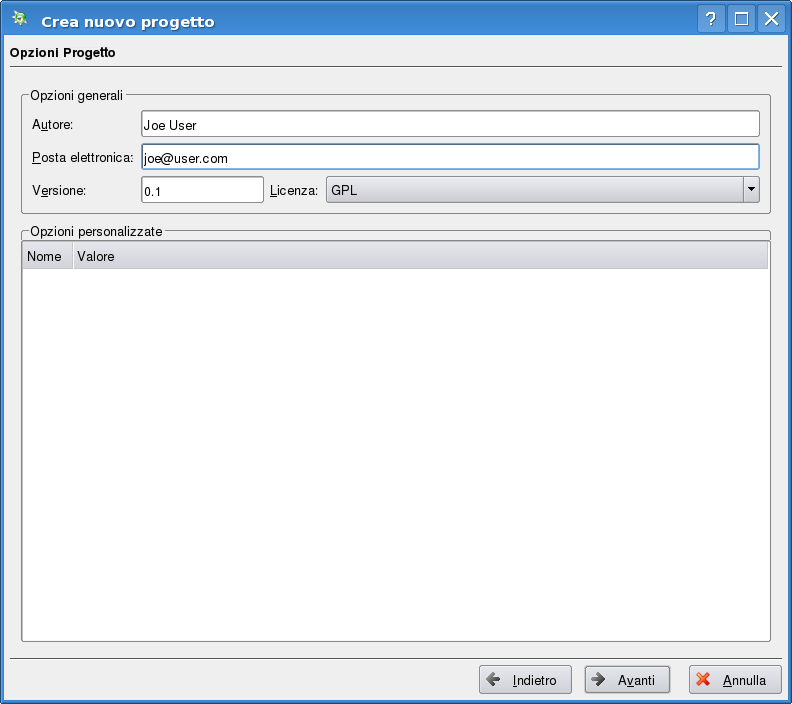 Crea nuovo progetto
?
Opzioni Progetto
Opzioni generali
Autore: Joe User
Posta elettronica: joe@user.com
Versione: 0.1 Licenza: GPL
Opzioni personalizzate
Nome Valore
Indietro Avanti Annulla